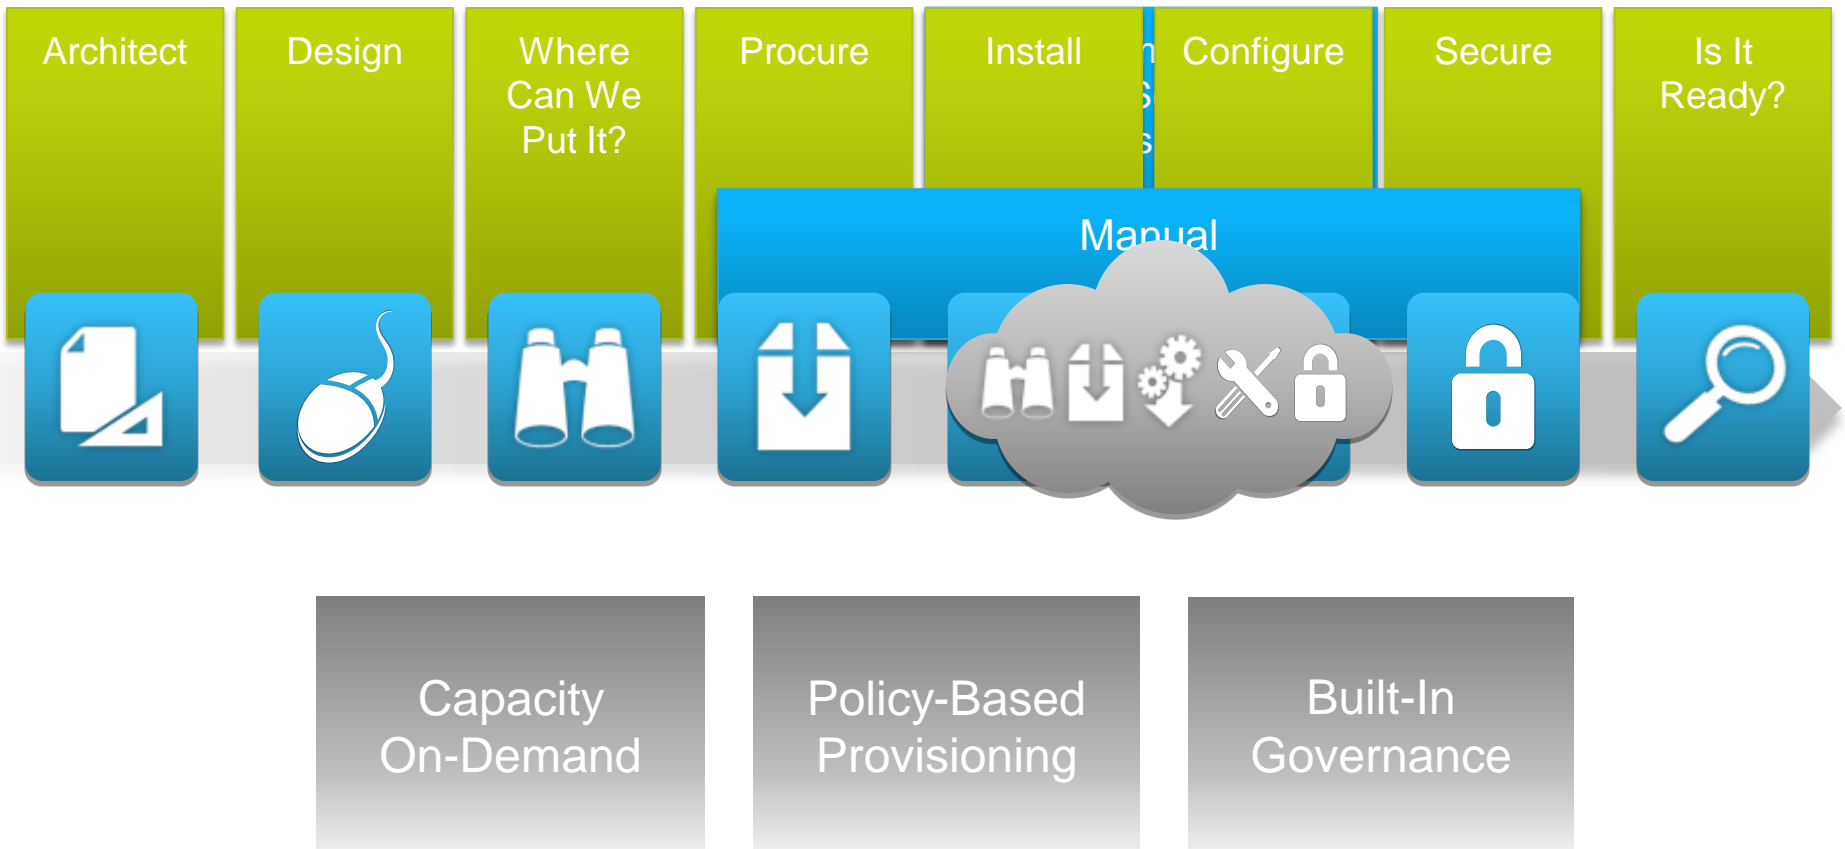 Architect
Design
Where
Can We
Put It?
Procure
Install
Configure
Secure
Is It
Ready?
Manual
Capacity
On-Demand
Policy-Based
Provisioning
Built-In
Governance